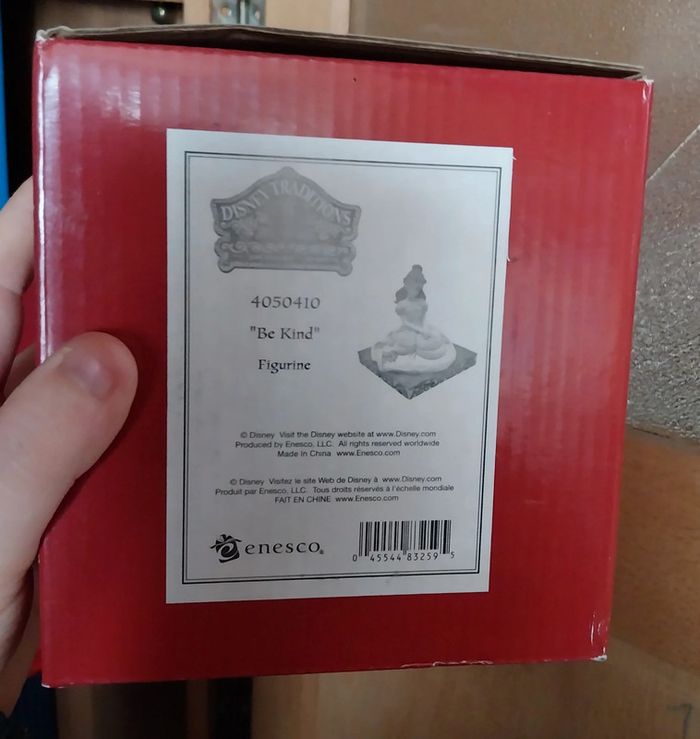 DISNEY TRADITIONS
4050410
"Be Kind"
Figurine
© Disney Visit the Disney website at www.Disney.com
Produced by Enesco, LLC. All rights reserved worldwide
Made In China www.Enesco.com
© Disney Visitez le site Web de Disney à www.Disney.com
Produit par Enesco, LLC Tous droits réservés à l'échelle mondiale
FAIT EN CHINE www.Enesco.com
enesco®
0 45544 83259 5